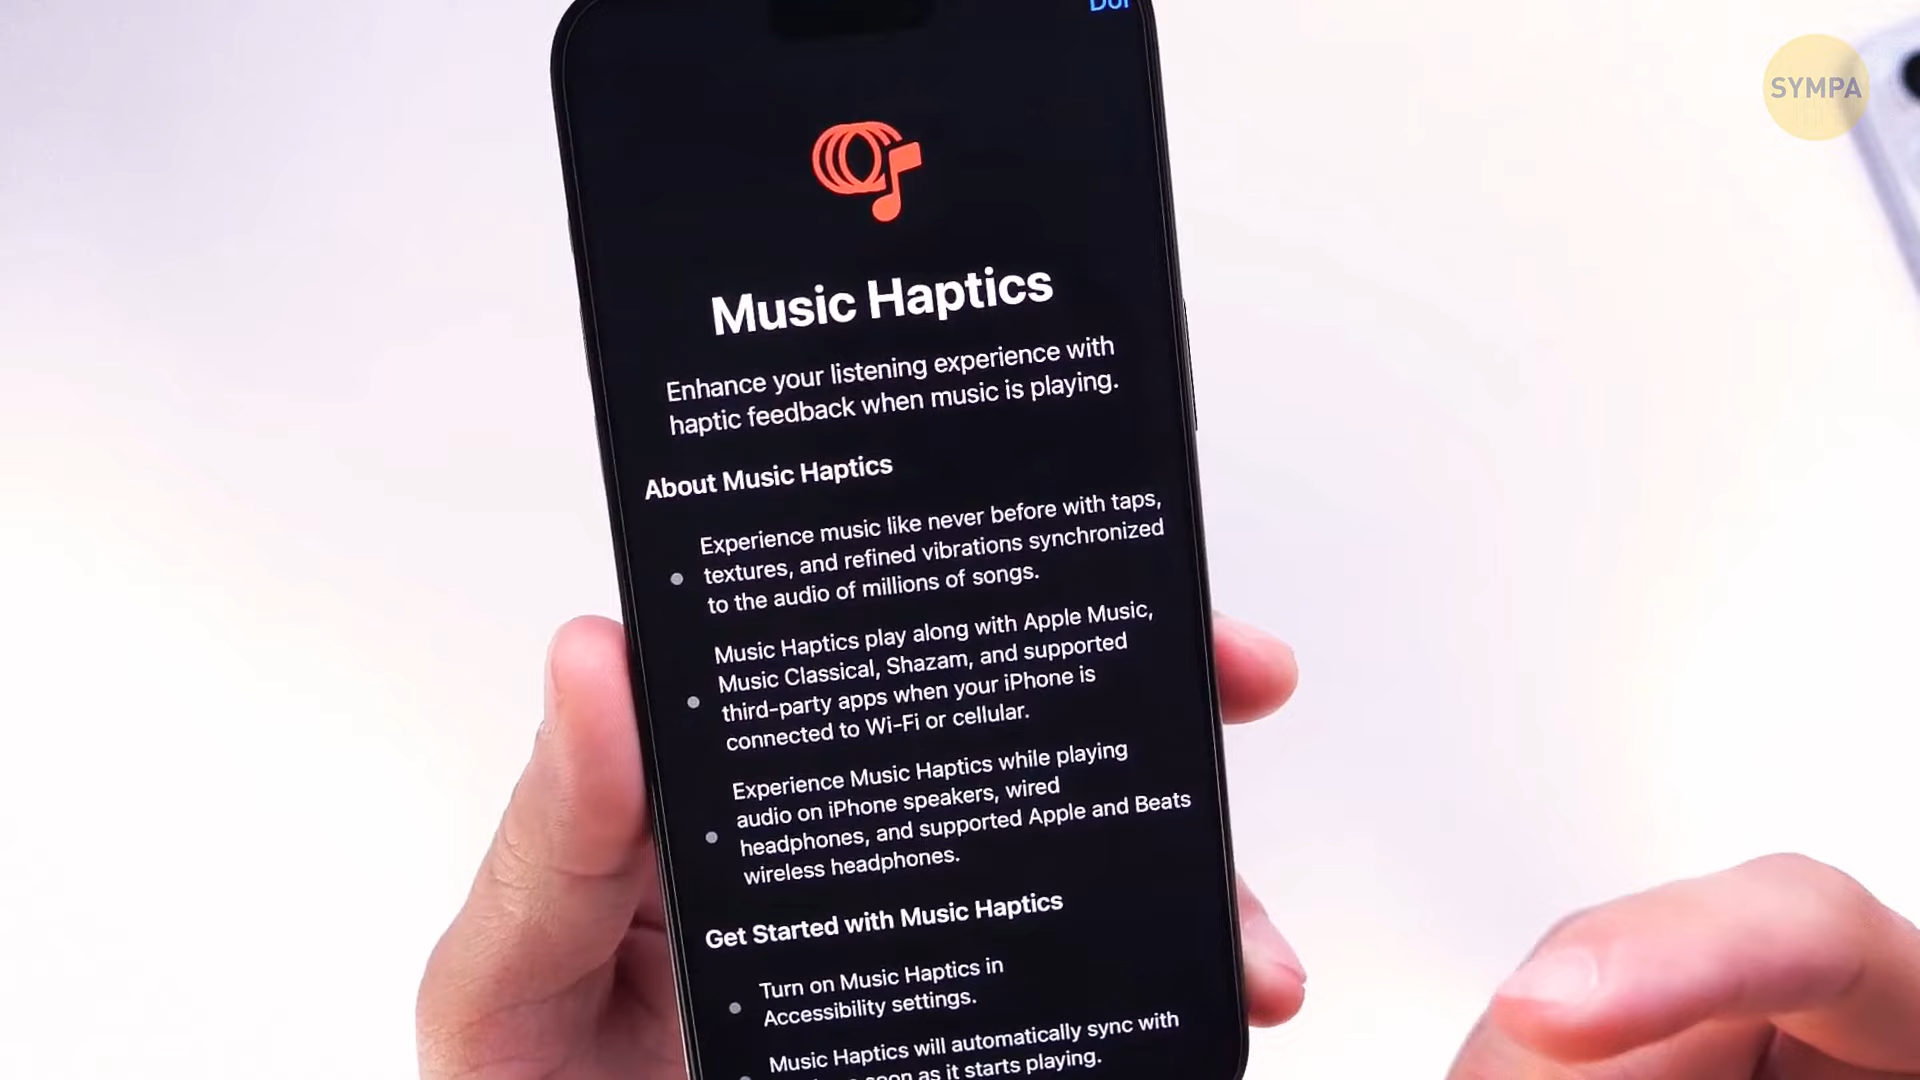 Do
SYMPA
Music Haptics
Enhance your listening experience with
haptic feedback when music is playing.
About Music Haptics
Experience music like never before with taps,
textures, and refined vibrations synchronized
to the audio of millions of songs.
Music Haptics play along with Apple Music,
Music Classical, Shazam, and supported
third-party apps when your iPhone is
connected to Wi-Fi or cellular.
Experience Music Haptics while playing
audio on iPhone speakers, wired
headphones, and supported Apple and Beats
wireless headphones.
Get Started with Music Haptics
Turn on Music Haptics in
Accessibility settings.
Music Haptics will automatically sync with
soon as it starts playing.